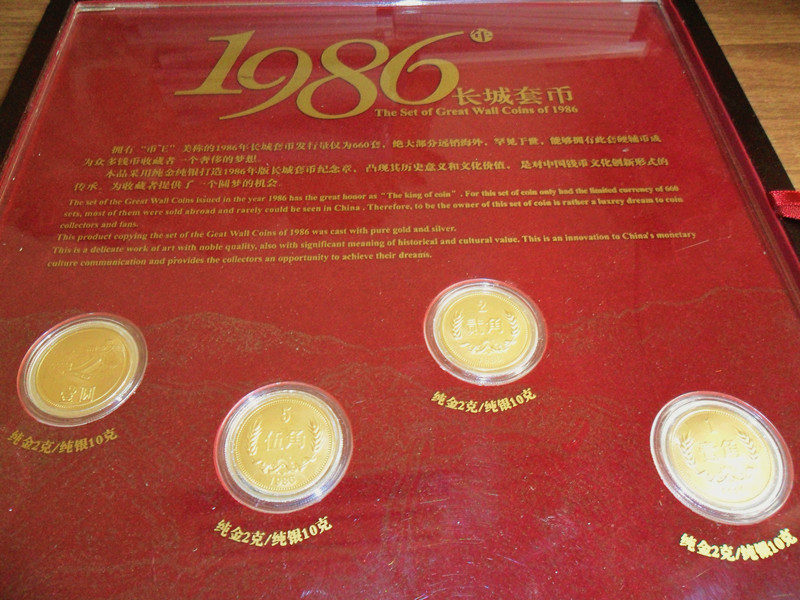 1986年
长城套币
The Set of Great Wall Coins of 1986
拥有“币王”美称的1986年长城套币发行量仅为660套，绝大部分远销海外，罕见于世，能够拥有此套硬通币成
为众多钱币收藏者一个奢侈的梦想。
本品采用纯金纯银打造1986年版长城套币纪念章，凸现其历史意义和文化价值，是对中国钱币文化创新形式的
传承，为收藏者提供了一个圆梦的机会。
The set of the Great Wall Coins issued in the year 1986 has the great honor as “The king of coin”. For this set of coin only had the limited currency of 660
sets, most of them were sold abroad and rarely could be seen in China. Therefore, to be the owner of this set of coin is rather a luxrey dream to coin
collectors and fans.
This product copying the set of the Geat Wall Coins of 1986 was cast with pure gold and silver.
This is a delicate work of art with noble quality, also with significant meaning of historical and cultural value. This is an innovation to China's monetary
culture communication and provides the collectors an opportunity to achieve their dreams.
2
贰角
纯金2克/纯银10克
壹圆
纯金2克/纯银10克
5
伍角
1986
纯金2克/纯银10克
1
壹角
纯金2克/纯银10克